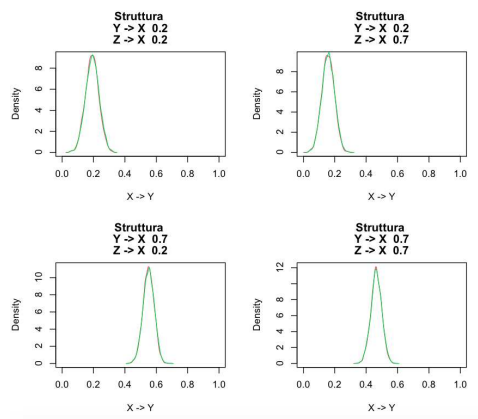 Struttura
Y -> X 0.2
Z -> X 0.2
Density
0 2 4 6 8
0.0 0.2 0.4 0.6 0.8 1.0
X -> Y
Struttura
Y -> X 0.2
Z -> X 0.7
Density
0 2 4 6 8
0.0 0.2 0.4 0.6 0.8 1.0
X -> Y
Struttura
Y -> X 0.7
Z -> X 0.2
Density
0 2 4 6 8 10
0.0 0.2 0.4 0.6 0.8 1.0
X -> Y
Struttura
Y -> X 0.7
Z -> X 0.7
Density
0 2 4 6 8 12
0.0 0.2 0.4 0.6 0.8 1.0
X -> Y